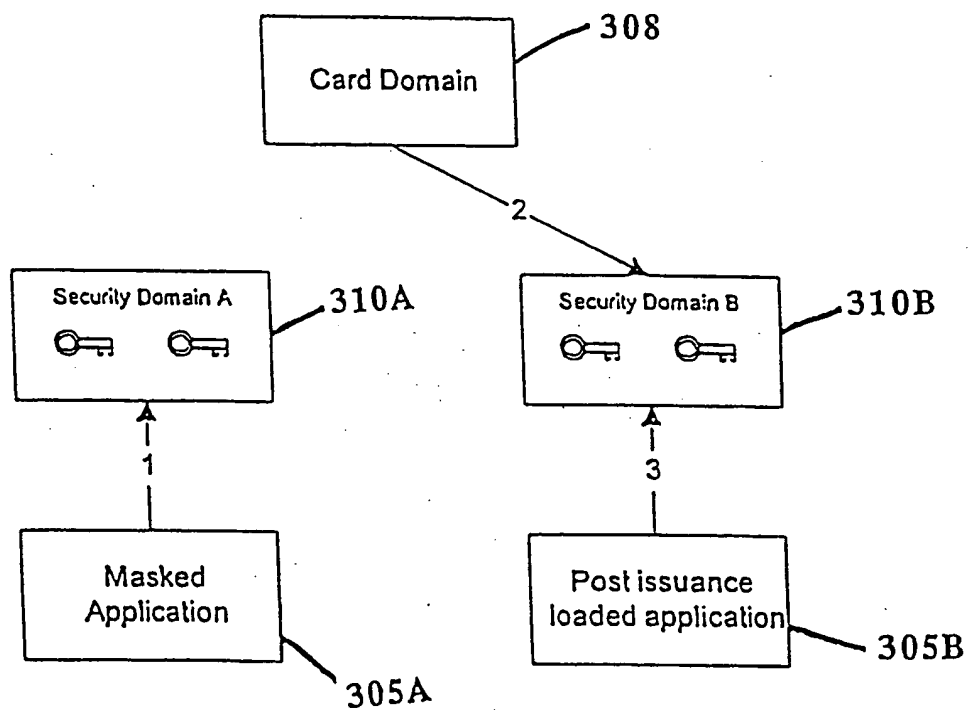 308
Card Domain
2
Security Domain A
310A
Security Domain B
310B
1
3
Masked
Application
305A
Post issuance
loaded application
305B